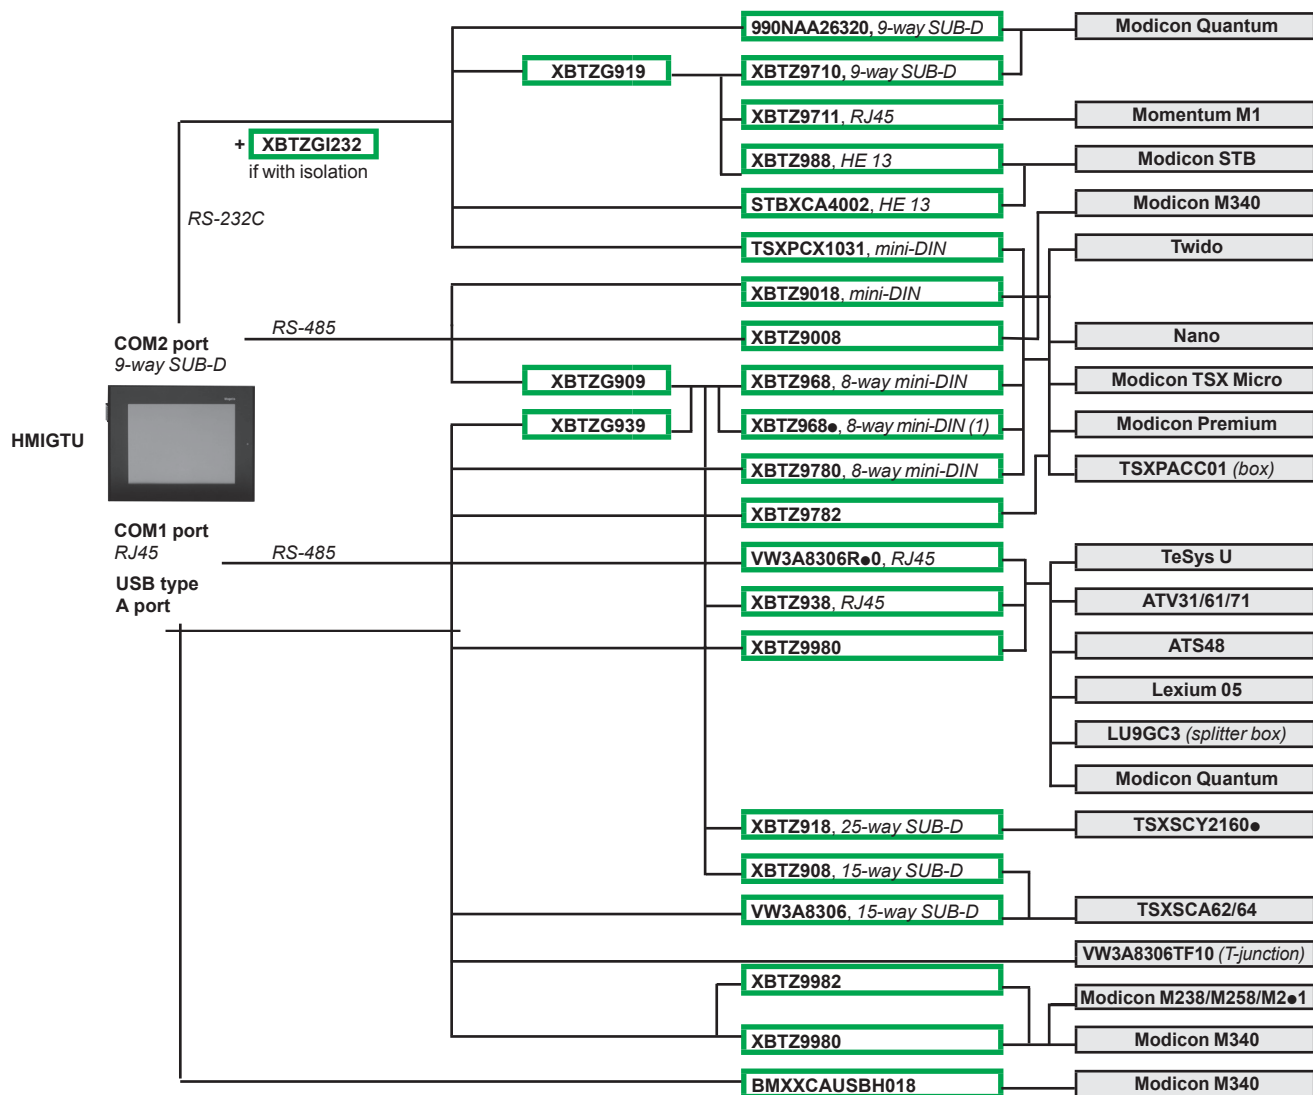 990NAA26320, 9-way SUB-D
Modicon Quantum
XBTZG919
XBTZ9710, 9-way SUB-D
XBTZ9711, RJ45
Momentum M1
+ XBTZGI232
if with isolation
XBTZ988, HE 13
Modicon STB
RS-232C
STBXCA4002, HE 13
Modicon M340
TSXPCX1031, mini-DIN
Twido
XBTZ9018, mini-DIN
RS-485
COM2 port
9-way SUB-D
XBTZ9008
Nano
XBTZG909
XBTZ968, 8-way mini-DIN
Modicon TSX Micro
XBTZG939
XBTZ968●, 8-way mini-DIN (1)
Modicon Premium
HMIGTU
XBTZ9780, 8-way mini-DIN
TSXPACC01 (box)
XBTZ9782
COM1 port
RJ45
RS-485
VW3A8306R●0, RJ45
TeSys U
USB type
A port
XBTZ938, RJ45
ATV31/61/71
XBTZ9980
ATS48
Lexium 05
LU9GC3 (splitter box)
Modicon Quantum
XBTZ918, 25-way SUB-D
TSXSCY2160●
XBTZ908, 15-way SUB-D
VW3A8306, 15-way SUB-D
TSXSCA62/64
VW3A8306TF10 (T-junction)
XBTZ9982
Modicon M238/M258/M2●1
XBTZ9980
Modicon M340
BMXXCAUSBH018
Modicon M340